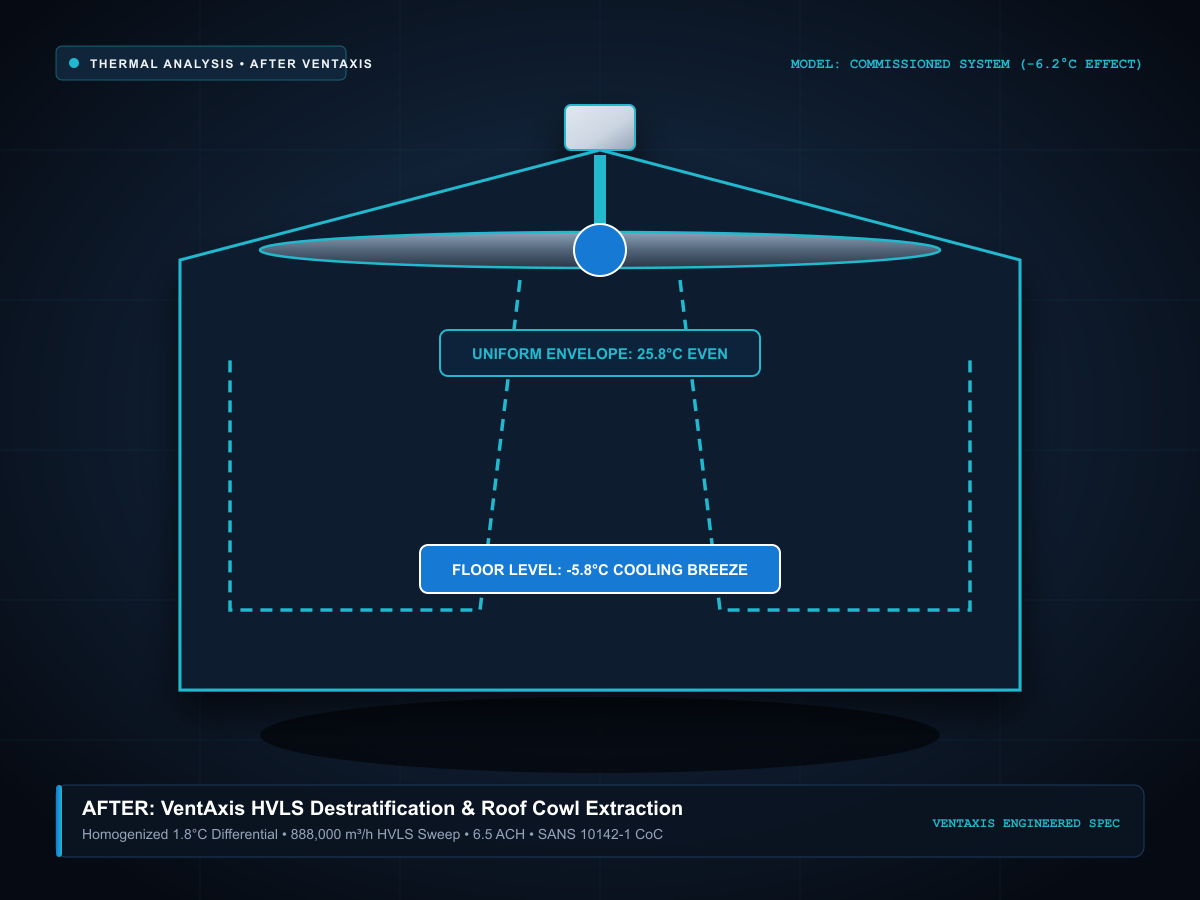 THERMAL ANALYSIS • AFTER VENTAXIS
MODEL: COMMISSIONED SYSTEM (-6.2°C EFFECT)
UNIFORM ENVELOPE: 25.8°C EVEN
FLOOR LEVEL: -5.8°C COOLING BREEZE
AFTER: VentAxis HVLS Destratification & Roof Cowl Extraction
Homogenized 1.8°C Differential • 888,000 m³/h HVLS Sweep • 6.5 ACH • SANS 10142-1 CoC
VENTAXIS ENGINEERED SPEC